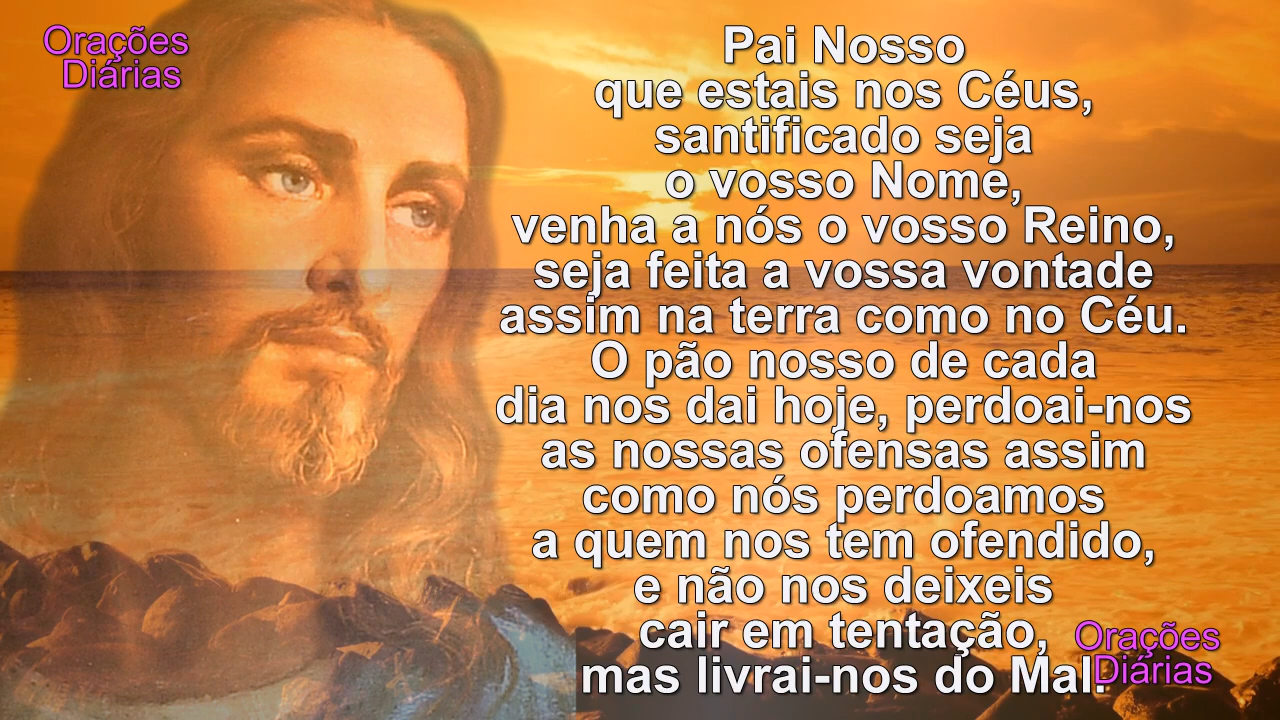 Orações
Diárias
Pai Nosso
que estais nos Céus,
santificado seja
o vosso Nome,
venha a nós o vosso Reino,
seja feita a vossa vontade
assim na terra como no Céu.
O pão nosso de cada
dia nos dai hoje, perdoai-nos
as nossas ofensas assim
como nós perdoamos
a quem nos tem ofendido,
e não nos deixeis
cair em tentação,
mas livrai-nos do Mal.
Orações
Diárias